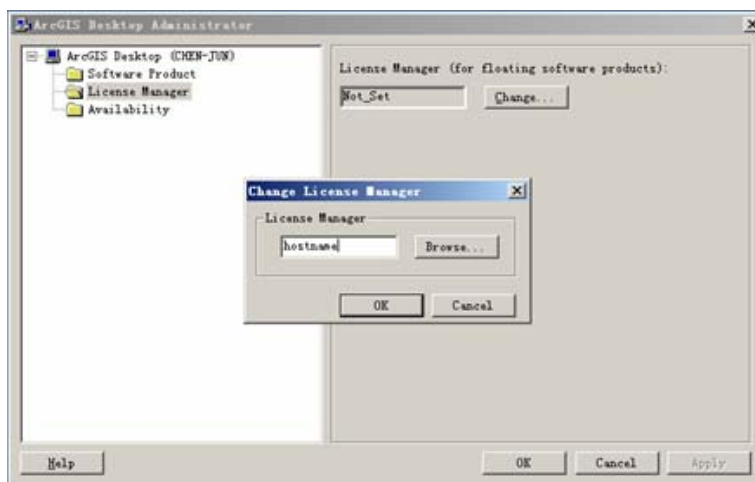 ArcGIS Desktop Administrator
ArcGIS Desktop (CHEN-JUN)
Software Product
License Manager
Availability
License Manager (for floating software products):
Not_Set
Change...
Change License Manager
License Manager
hostname
Browse...
OK
Cancel
Help
OK
Cancel
Apply